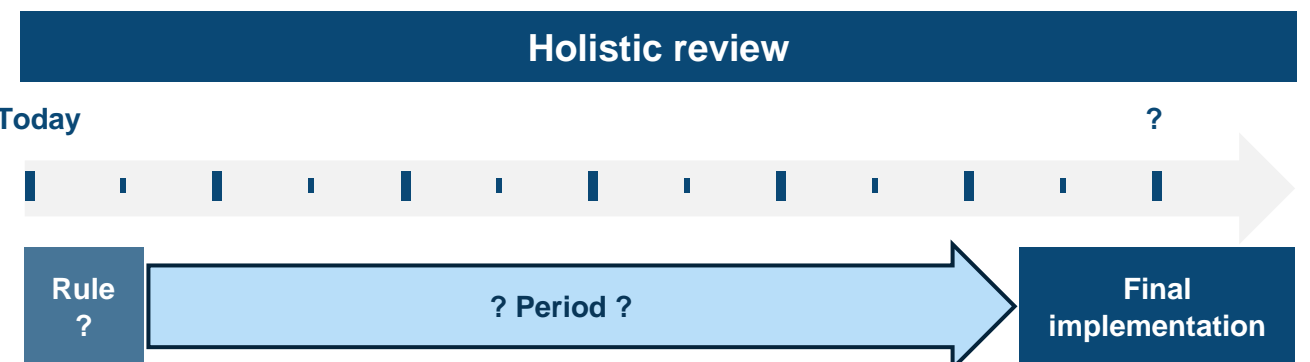 Holistic review
Today
?
Rule
?
? Period ?
Final
implementation